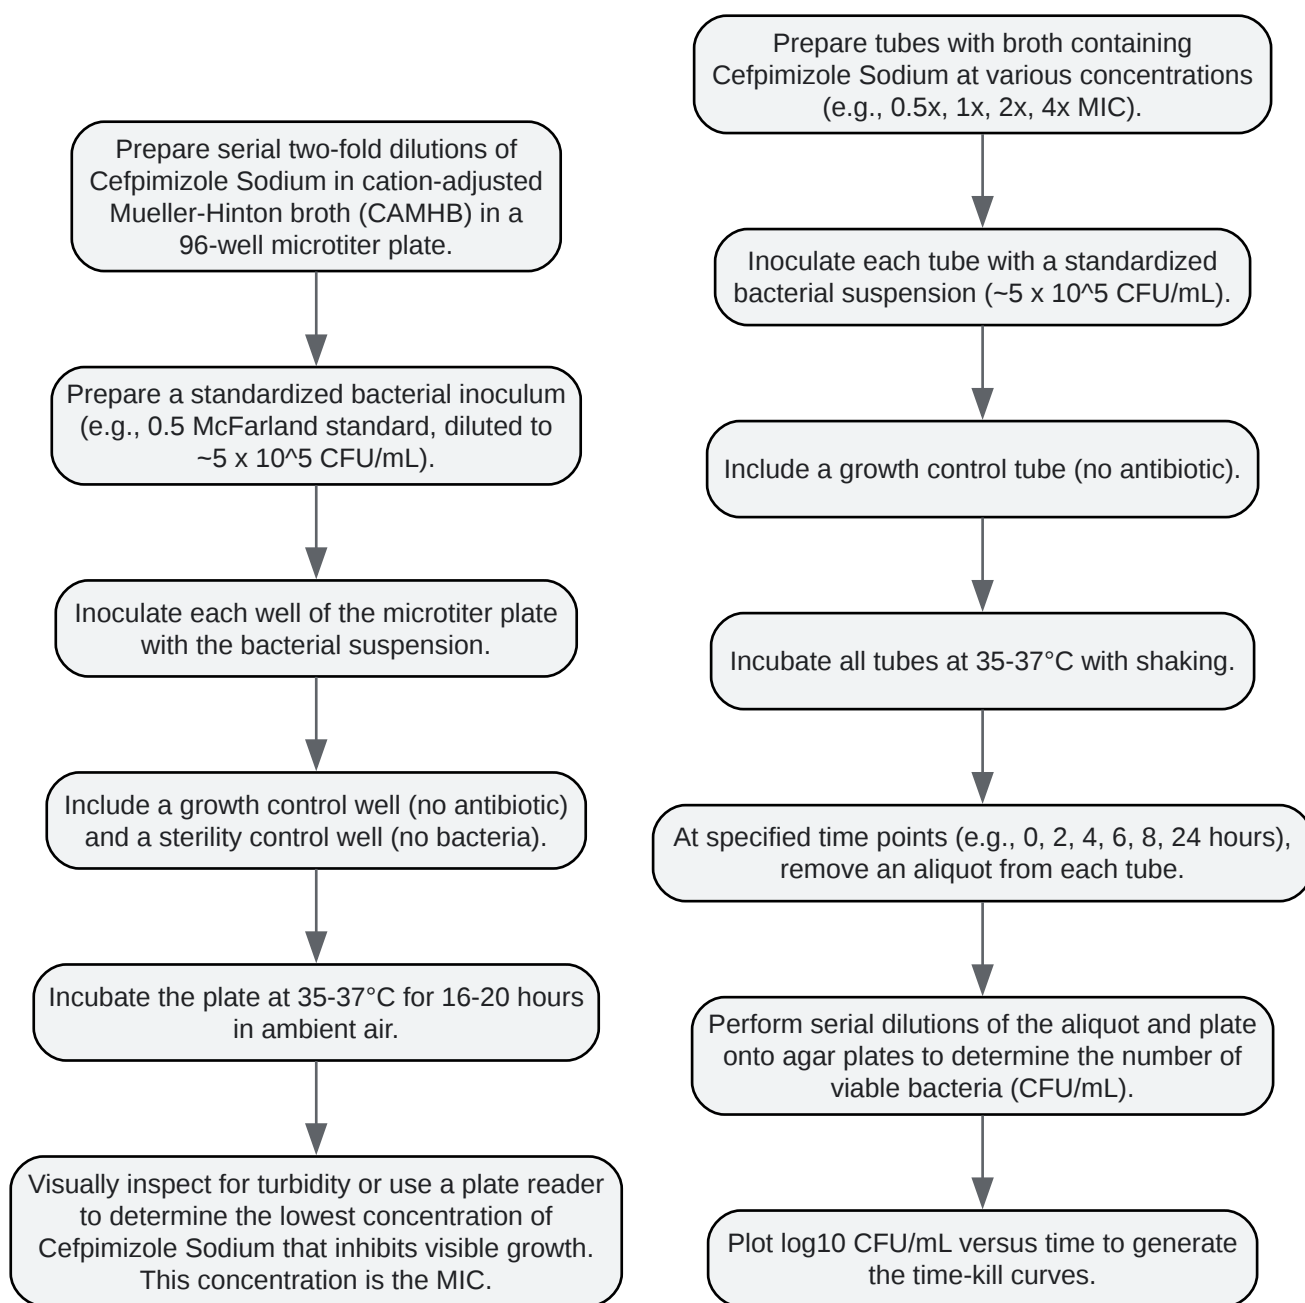 Prepare serial two-fold dilutions of
Cefpimizole Sodium in cation-adjusted
Mueller-Hinton broth (CAMHB) in a
96-well microtiter plate.
Prepare a standardized bacterial inoculum
(e.g., 0.5 McFarland standard, diluted to
~5 x 10^5 CFU/mL).
Inoculate each well of the microtiter plate
with the bacterial suspension.
Include a growth control well (no antibiotic)
and a sterility control well (no bacteria).
Incubate the plate at 35-37°C for 16-20 hours
in ambient air.
Visually inspect for turbidity or use a plate reader
to determine the lowest concentration of
Cefpimizole Sodium that inhibits visible growth.
This concentration is the MIC.
Prepare tubes with broth containing
Cefpimizole Sodium at various concentrations
(e.g., 0.5x, 1x, 2x, 4x MIC).
Inoculate each tube with a standardized
bacterial suspension (~5 x 10^5 CFU/mL).
Include a growth control tube (no antibiotic).
Incubate all tubes at 35-37°C with shaking.
At specified time points (e.g., 0, 2, 4, 6, 8, 24 hours),
remove an aliquot from each tube.
Perform serial dilutions of the aliquot and plate
onto agar plates to determine the number of
viable bacteria (CFU/mL).
Plot log10 CFU/mL versus time to generate
the time-kill curves.